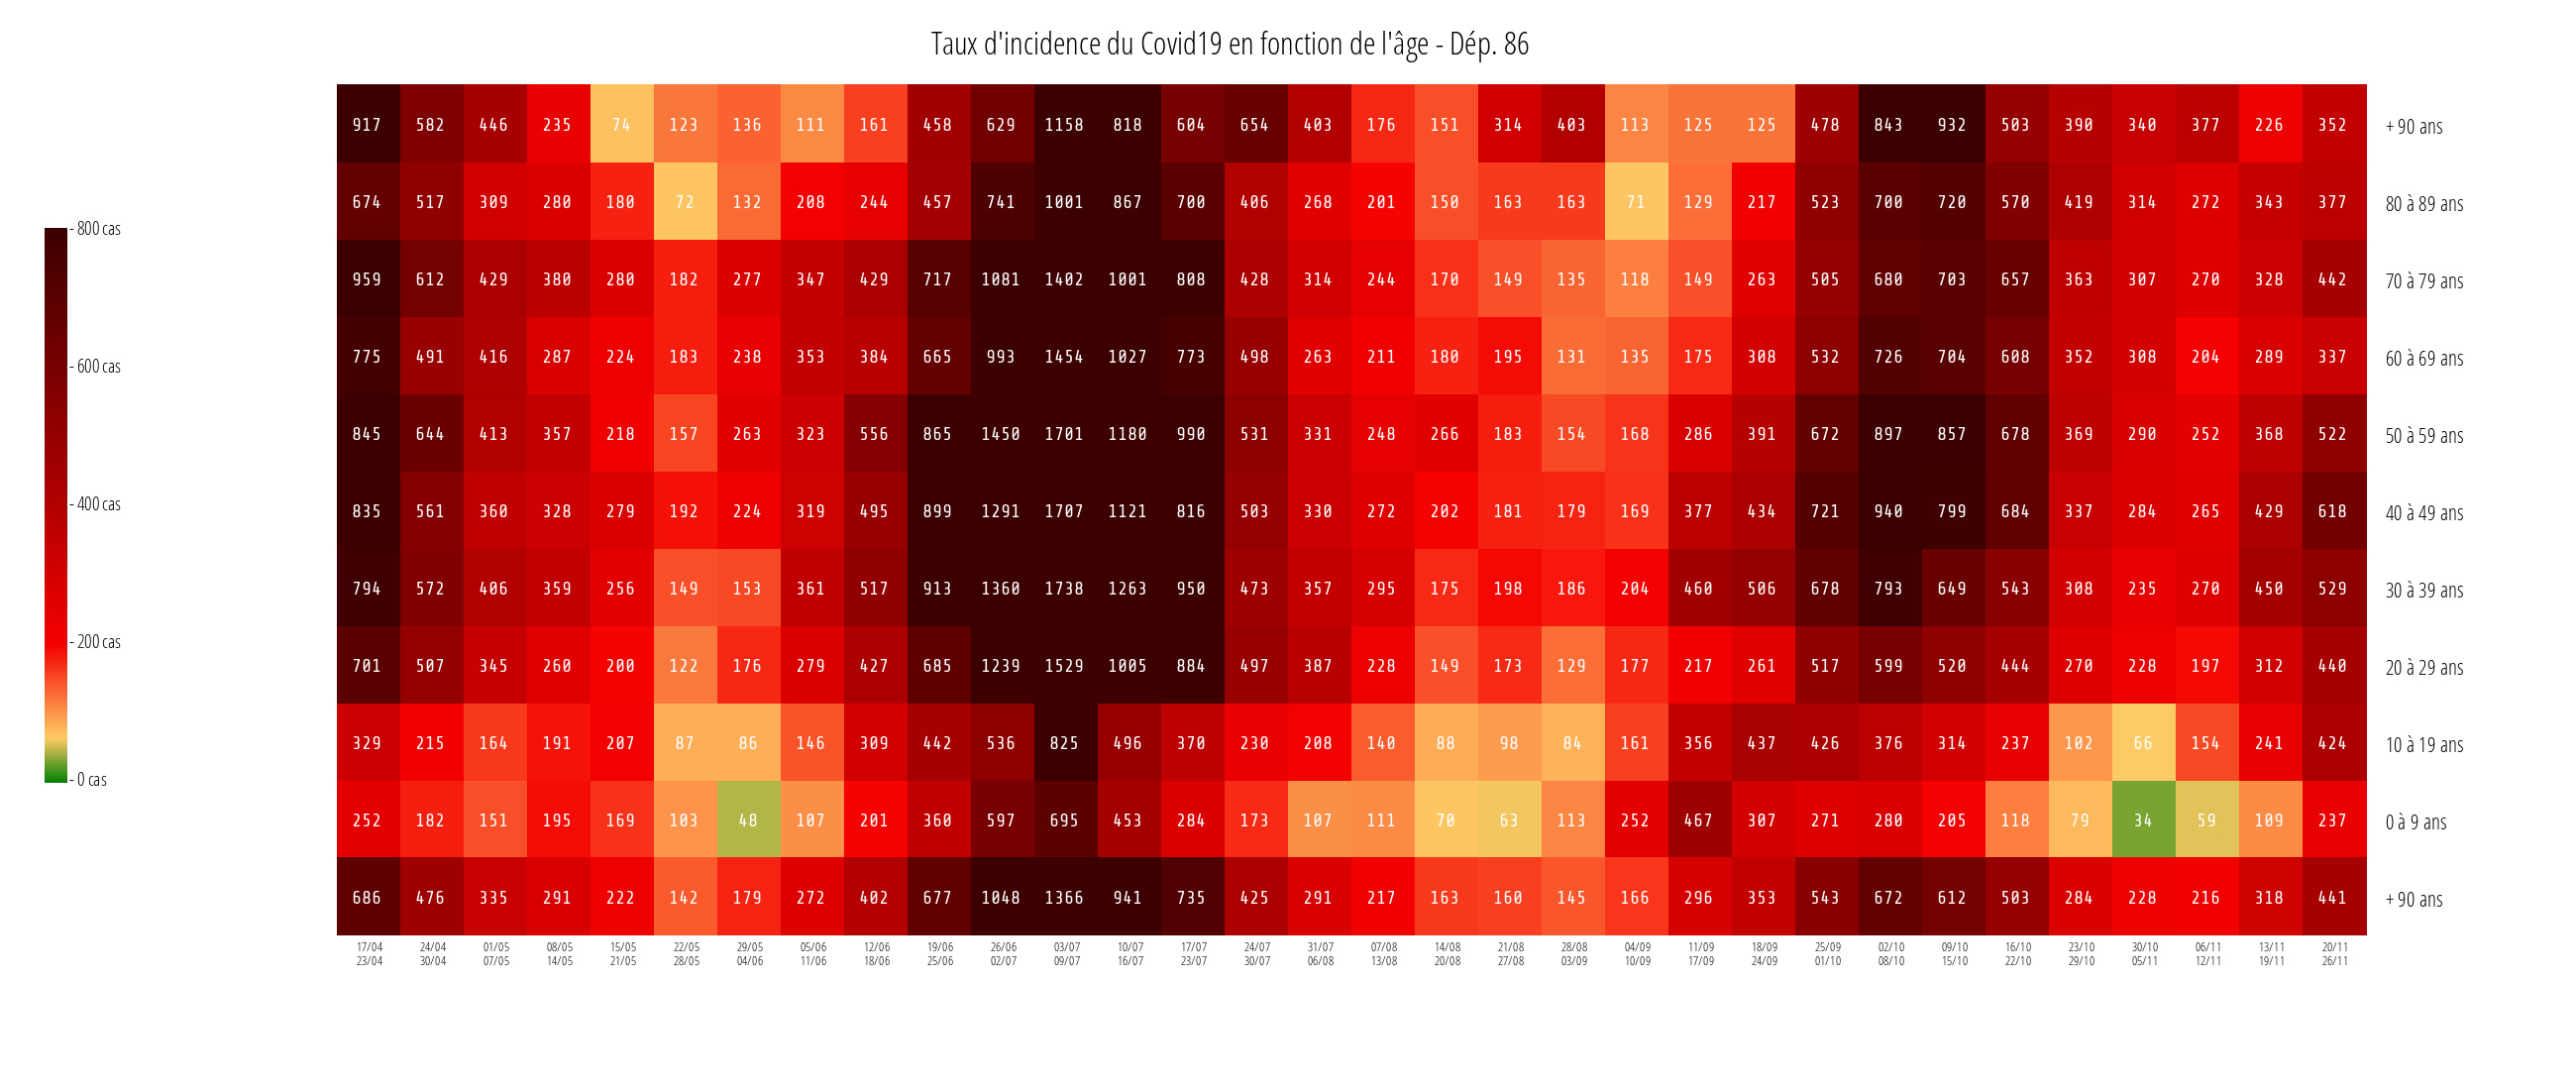 Taux d'incidence du Covid19 en fonction de l'âge - Dép. 86
- 800 cas
- 600 cas
- 400 cas
- 200 cas
- 0 cas
917 582 446 235 74 123 136 111 161 458 629 1158 818 604 654 403 176 151 314 403 113 125 125 478 843 932 503 390 340 377 226 352 + 90 ans
674 517 309 280 180 72 132 208 244 457 741 1001 867 700 406 268 201 150 163 163 71 129 217 523 700 720 570 419 314 272 343 377 80 à 89 ans
959 612 429 380 280 182 277 347 429 717 1081 1402 1001 808 428 314 244 170 149 135 118 149 263 505 680 703 657 363 307 270 328 442 70 à 79 ans
775 491 416 287 224 183 238 353 384 665 993 1454 1027 773 498 263 211 180 195 131 135 175 308 532 726 704 608 352 308 204 289 337 60 à 69 ans
845 644 413 357 218 157 263 323 556 865 1450 1701 1180 990 531 331 248 266 183 154 168 286 391 672 897 857 678 369 290 252 368 522 50 à 59 ans
835 561 360 328 279 192 224 319 495 899 1291 1707 1121 816 503 330 272 202 181 179 169 377 434 721 940 799 684 337 284 265 429 618 40 à 49 ans
794 572 406 359 256 149 153 361 517 913 1360 1738 1263 950 473 357 295 175 198 186 204 460 506 678 793 649 543 308 235 270 450 529 30 à 39 ans
701 507 345 260 200 122 176 279 427 685 1239 1529 1005 884 497 387 228 149 173 129 177 217 261 517 599 520 444 270 228 197 312 440 20 à 29 ans
329 215 164 191 207 87 86 146 309 442 536 825 496 370 230 208 140 88 98 84 161 356 437 426 376 314 237 102 66 154 241 424 10 à 19 ans
252 182 151 195 169 103 48 107 201 360 597 695 453 284 173 107 111 70 63 113 252 467 307 271 280 205 118 79 34 59 109 237 0 à 9 ans
686 476 335 291 222 142 179 272 402 677 1048 1366 941 735 425 291 217 163 160 145 166 296 353 543 672 612 503 284 228 216 318 441 + 90 ans
17/04 24/04 01/05 08/05 15/05 22/05 29/05 05/06 12/06 19/06 26/06 03/07 10/07 17/07 24/07 31/07 07/08 14/08 21/08 28/08 04/09 11/09 18/09 25/09 02/10 09/10 16/10 23/10 30/10 06/11 13/11 20/11
23/04 30/04 07/05 14/05 21/05 28/05 04/06 11/06 18/06 25/06 02/07 09/07 16/07 23/07 30/07 06/08 13/08 20/08 27/08 03/09 10/09 17/09 24/09 01/10 08/10 15/10 22/10 29/10 05/11 12/11 19/11 26/11